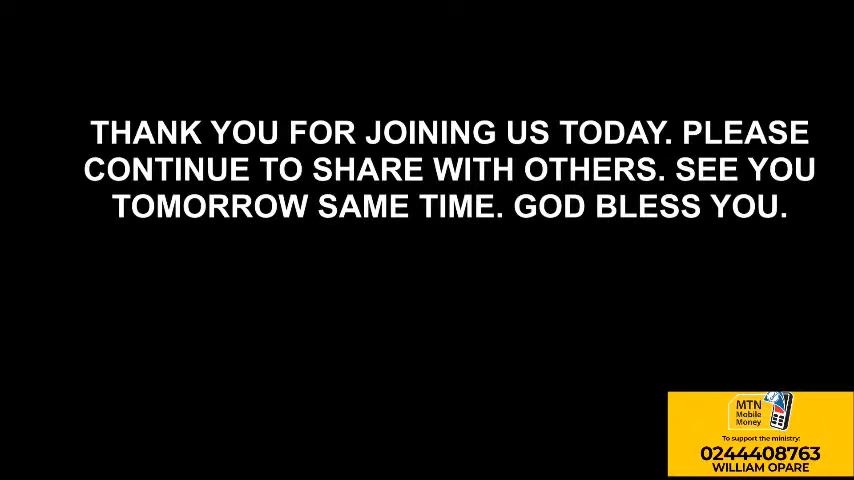 THANK YOU FOR JOINING US TODAY. PLEASE
CONTINUE TO SHARE WITH OTHERS. SEE YOU
TOMORROW SAME TIME. GOD BLESS YOU.
MTN
Mobile
Money
To support the ministry:
0244408763
WILLIAM OPARE